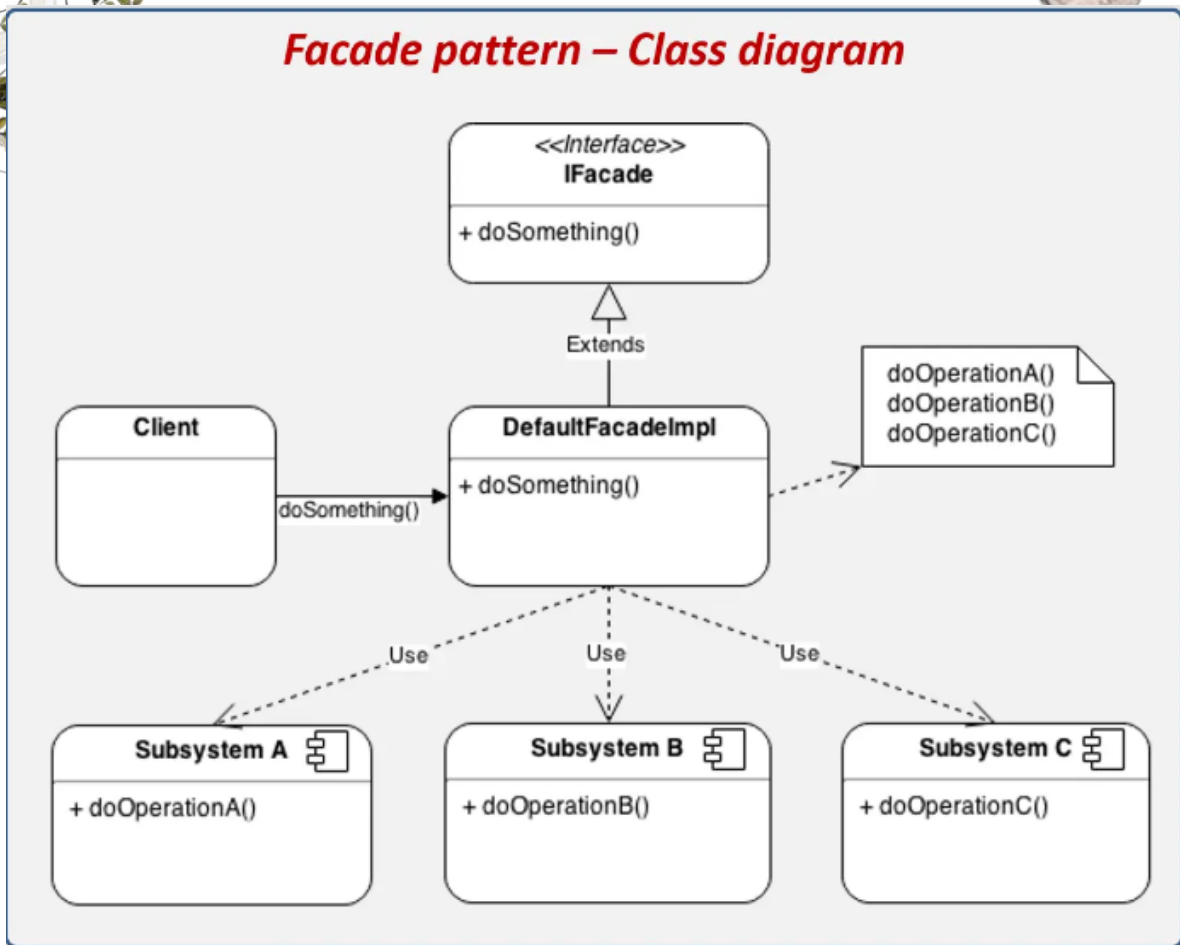 Facade pattern – Class diagram
<<Interface>>
IFacade
+ doSomething()
Extends
doOperationA()
doOperationB()
doOperationC()
Client
doSomething()
DefaultFacadeImpl
+ doSomething()
Use
Use
Use
Subsystem A
+ doOperationA()
Subsystem B
+ doOperationB()
Subsystem C
+ doOperationC()